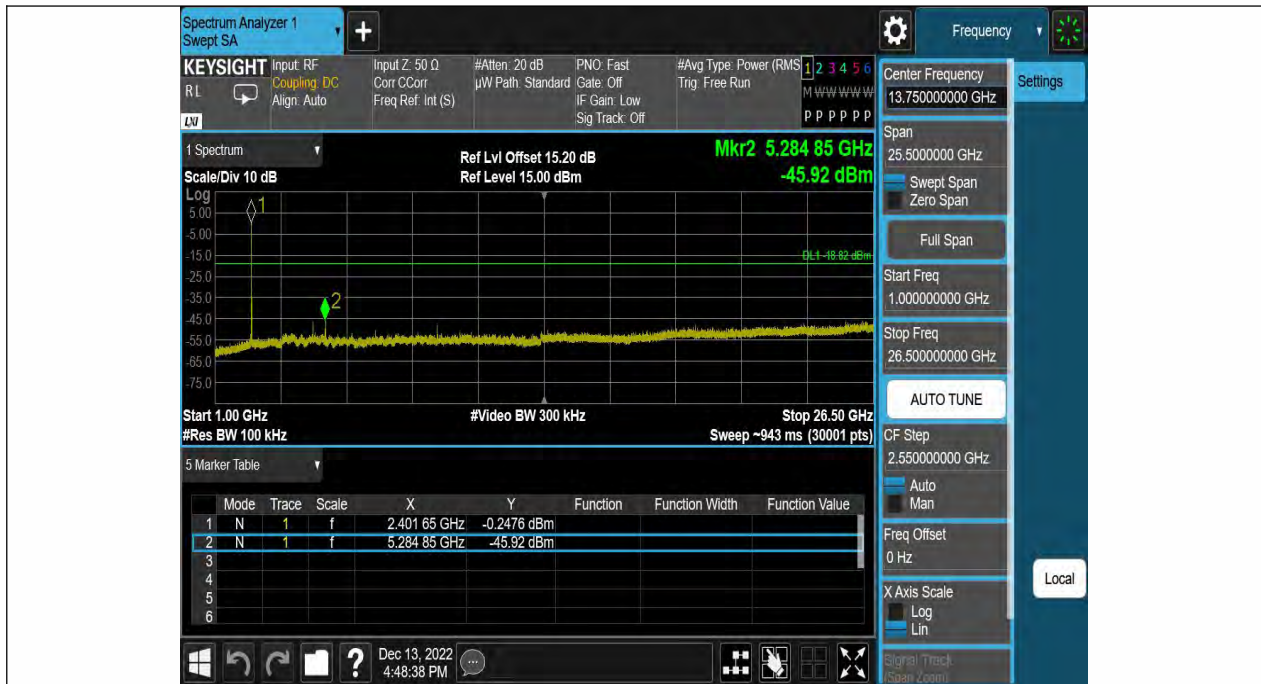 Spectrum Analyzer 1
Swept SA
+
Frequency
KEYSIGHT
R L
LXI
Input: RF
Coupling: DC
Align: Auto
Input Z: 50 Ω
Corr CCorr
Freq Ref: Int (S)
#Atten: 20 dB
µW Path: Standard
PNO: Fast
Gate: Off
IF Gain: Low
Sig Track: Off
#Avg Type: Power (RMS
Trig: Free Run
1 2 3 4 5 6
M W W W W W
P P P P P P
1 Spectrum
Scale/Div 10 dB
Ref Lvl Offset 15.20 dB
Ref Level 15.00 dBm
Mkr2 5.284 85 GHz
-45.92 dBm
Log
5.00
-5.00
-15.0
-25.0
-35.0
-45.0
-55.0
-65.0
-75.0
1
2
DL1 -18.82 dBm
Start 1.00 GHz
#Res BW 100 kHz
#Video BW 300 kHz
Stop 26.50 GHz
Sweep ~943 ms (30001 pts)
5 Marker Table
Mode Trace Scale X Y Function Function Width Function Value
1 N 1 f 2.401 65 GHz -0.2476 dBm
2 N 1 f 5.284 85 GHz -45.92 dBm
3
4
5
6
?
Dec 13, 2022
4:48:38 PM
Center Frequency
13.750000000 GHz
Span
25.5000000 GHz
Swept Span
Zero Span
Full Span
Start Freq
1.000000000 GHz
Stop Freq
26.500000000 GHz
AUTO TUNE
CF Step
2.550000000 GHz
Auto
Man
Freq Offset
0 Hz
X Axis Scale
Log
Lin
Signal Track
(Span Zoom)
Settings
Local